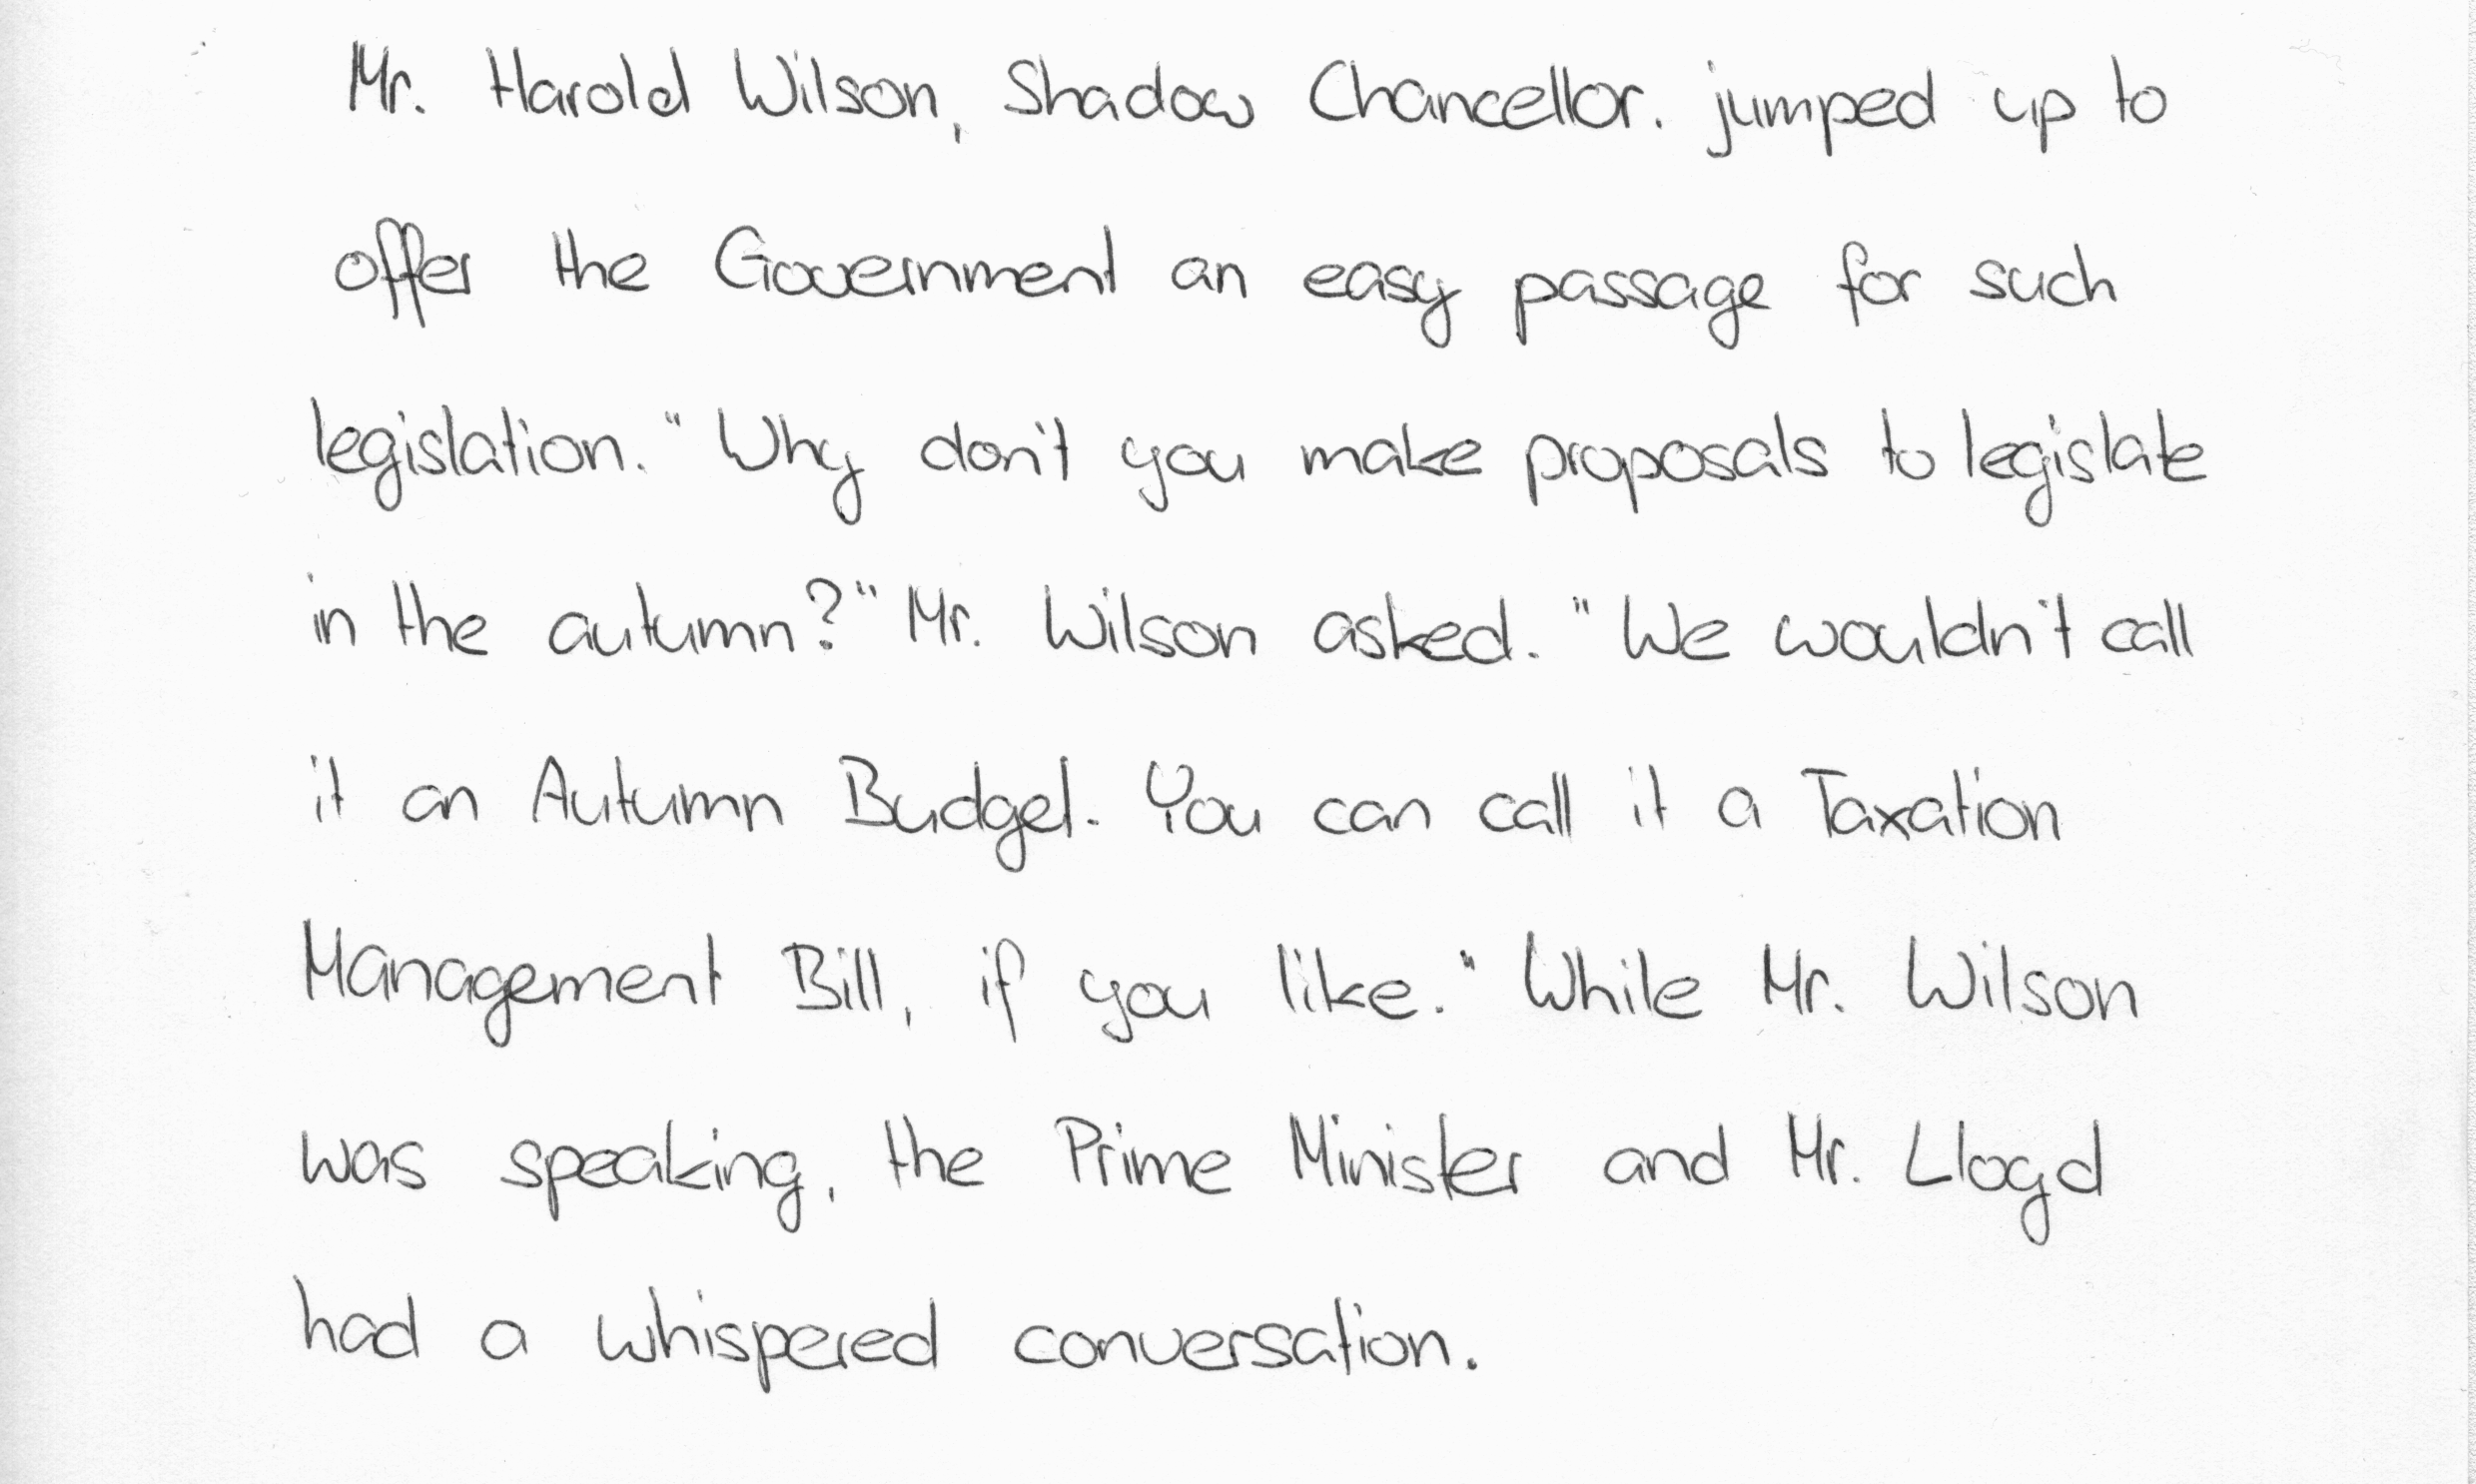 Mr. Harold Wilson, Shadow Chancellor. jumped up to
offer the Government an easy passage for such
legislation. "Why don't you make proposals to legislate
in the autumn?" Mr. Wilson asked. "We wouldn't call
it an Autumn Budget. You can call it a Taxation
Management Bill, if you like." While Mr. Wilson
was speaking, the Prime Minister and Mr. Lloyd
had a whispered conversation.